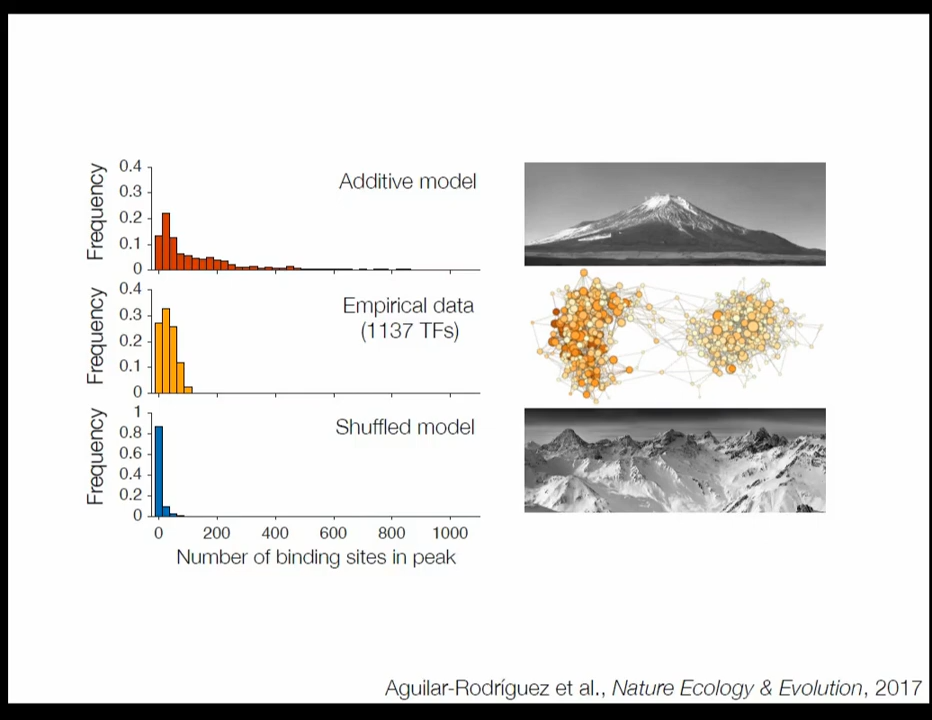 Frequency
0.4
0.3
0.2
0.1
0
Additive model
Frequency
0.4
0.3
0.2
0.1
0
Empirical data
(1137 TFs)
Frequency
1
0.8
0.6
0.4
0.2
0
Shuffled model
0 200 400 600 800 1000
Number of binding sites in peak
Aguilar-Rodríguez et al., Nature Ecology & Evolution, 2017